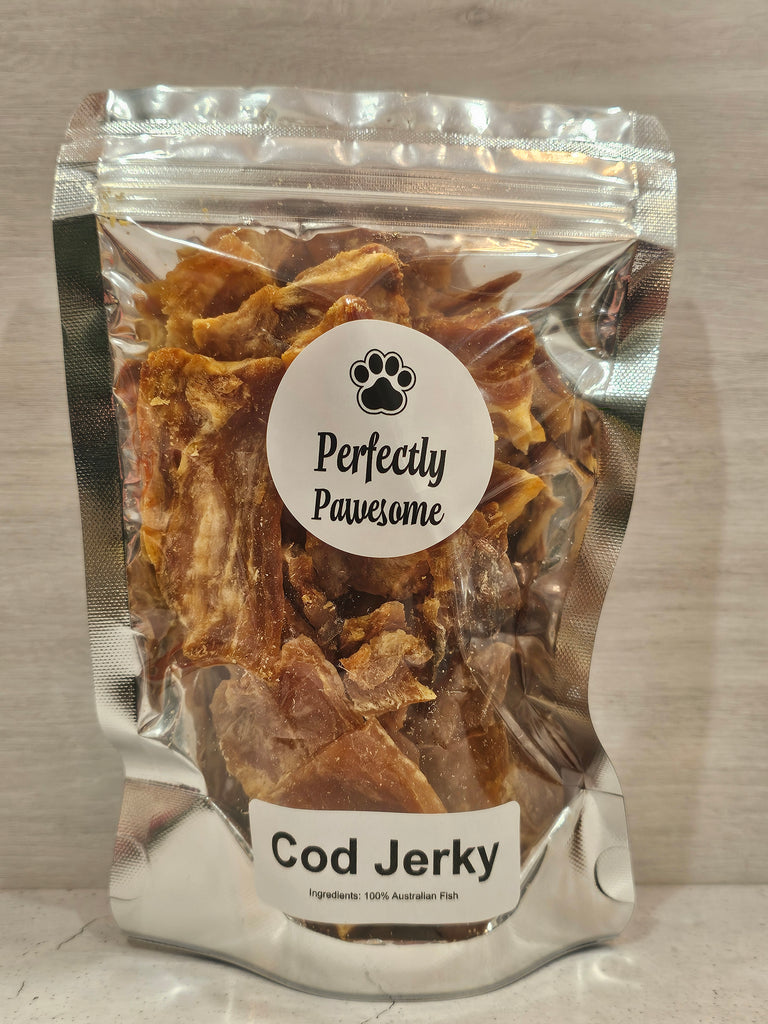 Perfectly
Pawesome
Cod Jerky
Ingredients: 100% Australian Fish